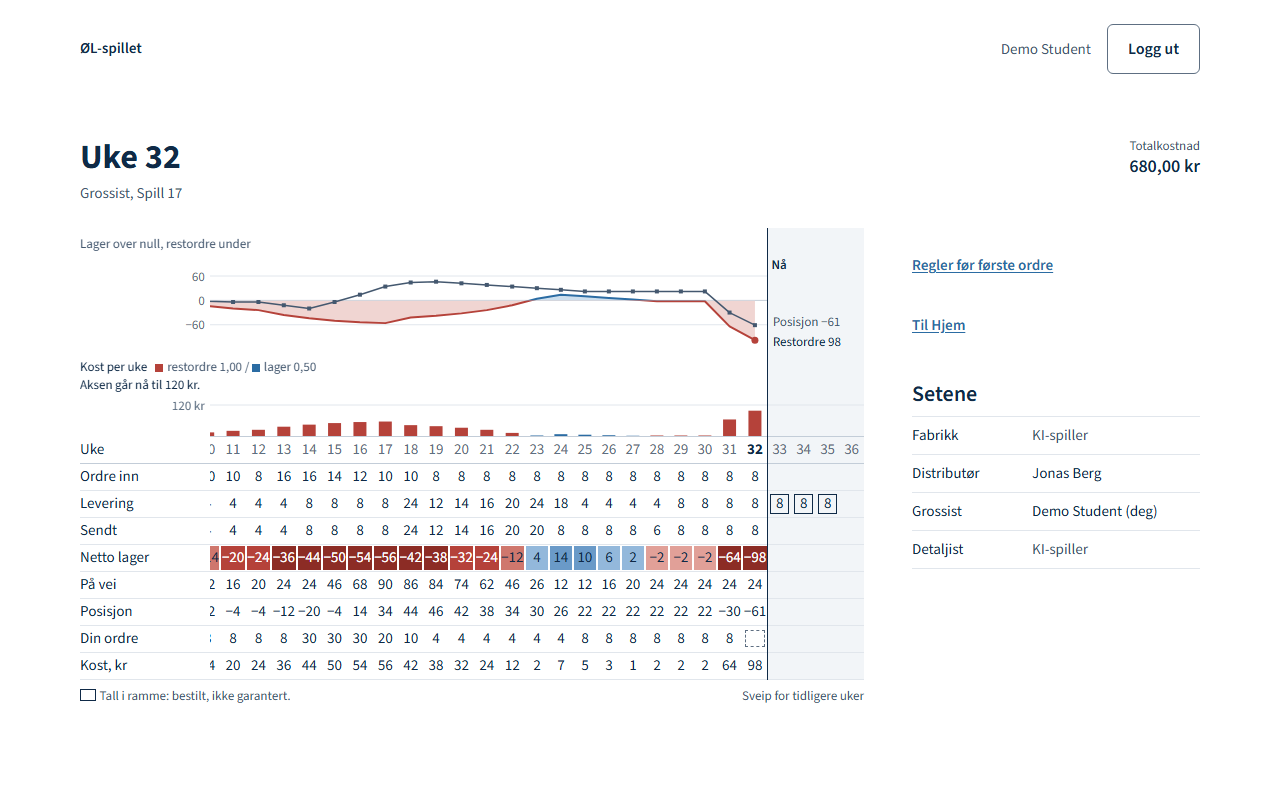 ØL-spillet
Demo Student
Logg ut
Uke 32
Grossist, Spill 17
Totalkostnad
680,00 kr
Lager over null, restordre under
Nå
60
0
−60
Posisjon −61
Restordre 98
Kost per uke restordre 1,00 / lager 0,50
Aksen går nå til 120 kr.
120 kr
Uke 0 11 12 13 14 15 16 17 18 19 20 21 22 23 24 25 26 27 28 29 30 31 32 33 34 35 36
Ordre inn 0 10 8 16 16 14 12 10 10 8 8 8 8 8 8 8 8 8 8 8 8 8 8
Levering 4 4 4 8 8 8 8 24 12 14 16 20 24 18 4 4 4 8 8 8 8 8 8 8 8
Sendt 4 4 4 8 8 8 8 24 12 14 16 20 20 8 8 8 8 6 8 8 8 8
Netto lager 4 −20 −24 −36 −44 −50 −54 −56 −42 −38 −32 −24 −12 4 14 10 6 2 −2 −2 −2 −64 −98
På vei 2 16 20 24 24 46 68 90 86 84 74 62 46 26 12 12 16 20 24 24 24 24 24
Posisjon 2 −4 −4 −12 −20 −4 14 34 44 46 42 38 34 30 26 22 22 22 22 22 22 −30 −61
Din ordre 8 8 8 30 30 30 20 10 4 4 4 4 4 4 8 8 8 8 8 8 8
Kost, kr 4 20 24 36 44 50 54 56 42 38 32 24 12 2 7 5 3 1 2 2 2 64 98
Tall i ramme: bestilt, ikke garantert.
Sveip for tidligere uker
Regler før første ordre
Til Hjem
Setene
Fabrikk KI-spiller
Distributør Jonas Berg
Grossist Demo Student (deg)
Detaljist KI-spiller